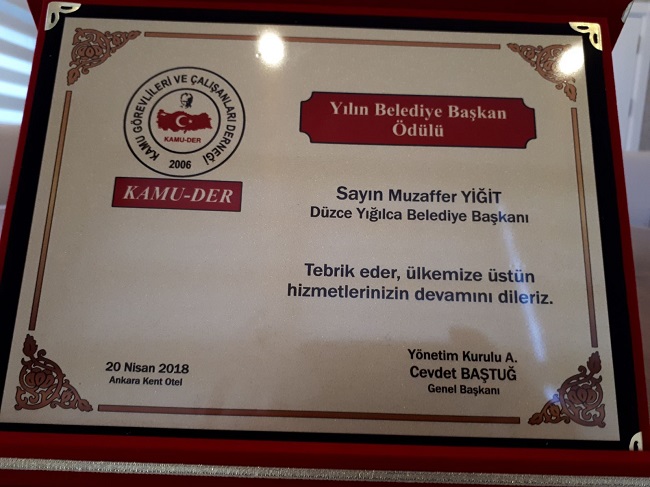 KAMU GÖREVLİLERİ VE ÇALIŞANLARI DERNEĞİ
KAMU-DER
2006
KAMU-DER
Yılın Belediye Başkan
Ödülü
Sayın Muzaffer YİĞİT
Düzce Yığılca Belediye Başkanı
Tebrik eder, ülkemize üstün
hizmetlerinizin devamını dileriz.
20 Nisan 2018
Ankara Kent Otel
Yönetim Kurulu A.
Cevdet BAŞTUĞ
Genel Başkanı